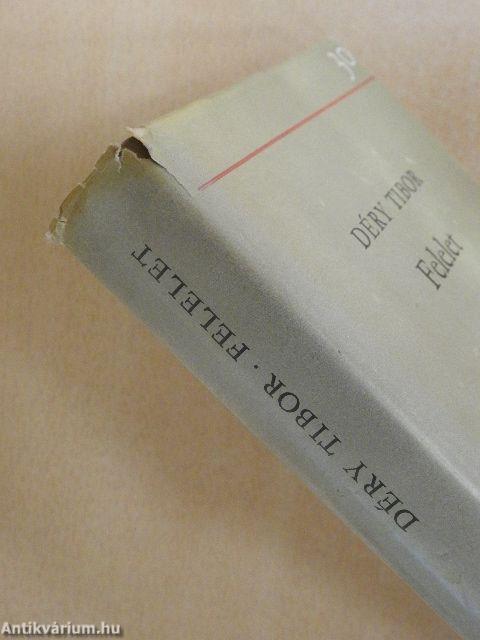 30
DÉRY TIBOR
Felelet
DÉRY TIBOR • FELELET
Antikvárium.hu